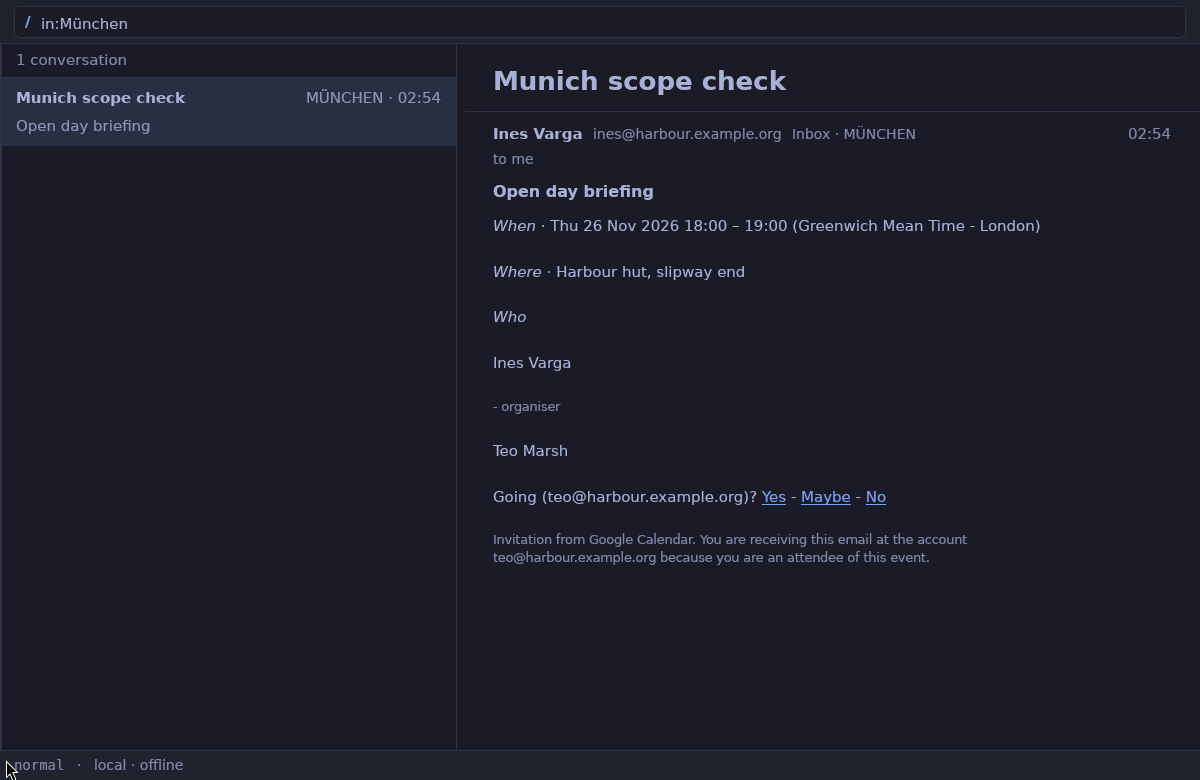 / in:München
1 conversation
Munich scope check MÜNCHEN · 02:54
Open day briefing
Munich scope check
Ines Varga ines@harbour.example.org Inbox · MÜNCHEN 02:54
to me
Open day briefing
When · Thu 26 Nov 2026 18:00 – 19:00 (Greenwich Mean Time - London)
Where · Harbour hut, slipway end
Who
Ines Varga
- organiser
Teo Marsh
Going (teo@harbour.example.org)? Yes - Maybe - No
Invitation from Google Calendar. You are receiving this email at the account
teo@harbour.example.org because you are an attendee of this event.
normal · local · offline